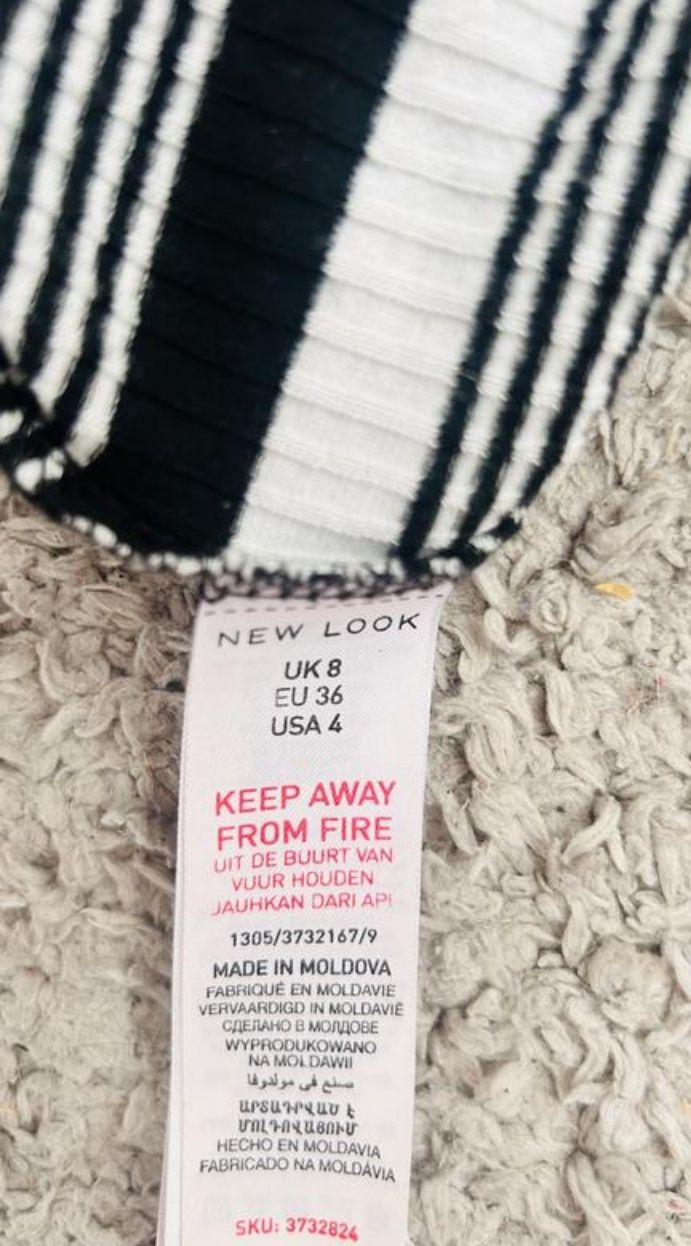 NEW LOOK
UK 8
EU 36
USA 4
KEEP AWAY
FROM FIRE
UIT DE BUURT VAN
VUUR HOUDEN
JAUHKAN DARI API
1305/3732167/9
MADE IN MOLDOVA
FABRIQUÉ EN MOLDAVIE
VERVAARDIGD IN MOLDAVIË
СДЕЛАНО В МОЛДОВЕ
WYPRODUKOWANO
NA MOŁDAWII
صنع في مولدوفا
ԱՐՏԱԴՐՎԱԾ Է
ՄՈԼԴՈՎԱՅՈՒՄ
HECHO EN MOLDAVIA
FABRICADO NA MOLDÁVIA
SKU: 3732824